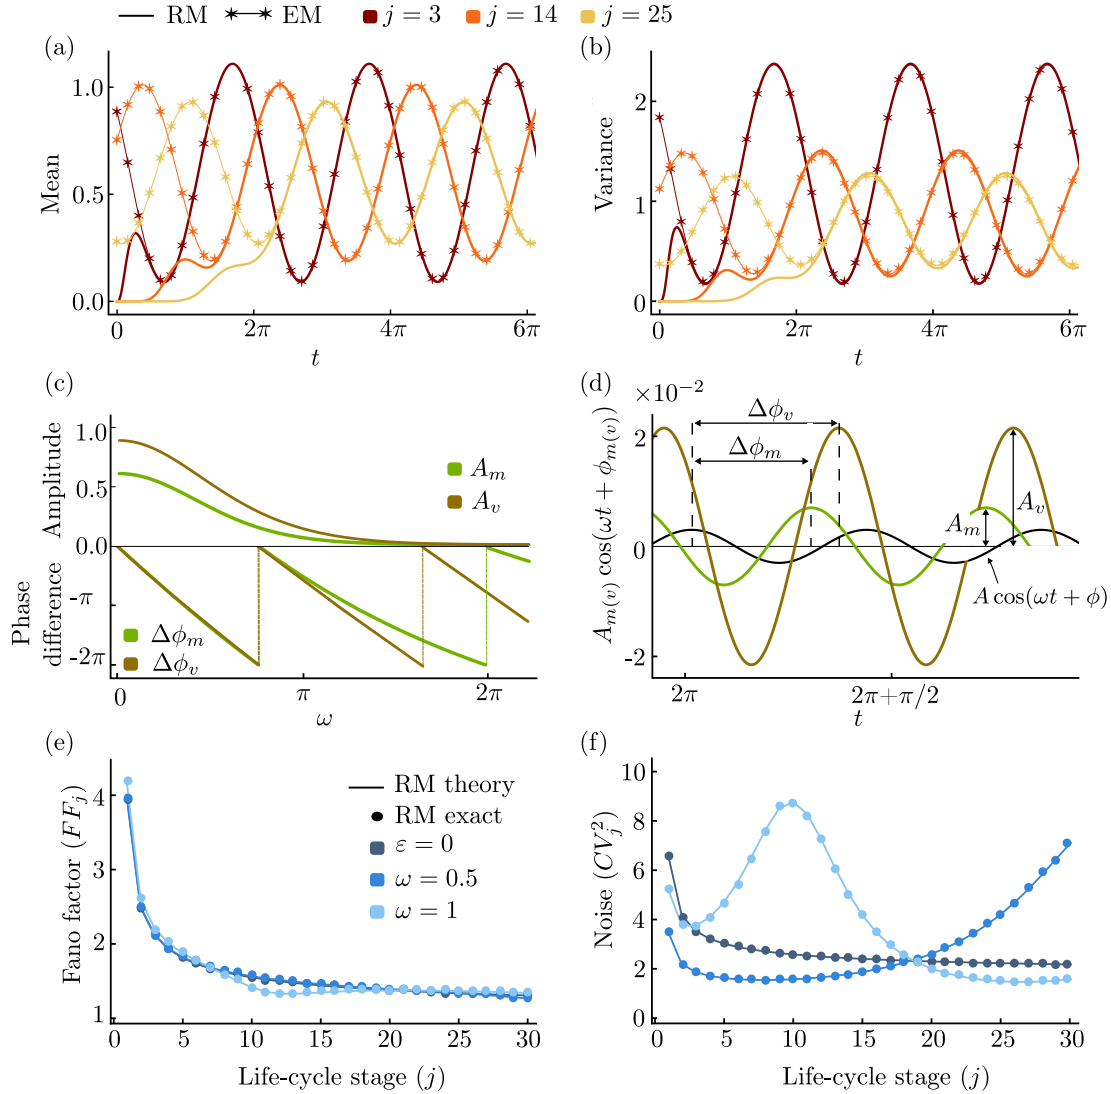 RM EM j = 3 j = 14 j = 25
(a) (b)
Mean
1.0
0.5
0.0
0 2π 4π 6π
t
Variance
2
1
0
0 2π 4π 6π
t
(c)
Amplitude
1.0
0.5
0.0
A_m
A_v
Phase
difference
-π
-2π
Δϕ_m
Δϕ_v
0 π 2π
ω
(d)
×10⁻²
A_{m(v)} cos(ωt + ϕ_{m(v)})
2
0
-2
Δϕ_v
Δϕ_m
A_m
A_v
A cos(ωt + ϕ)
2π 2π+π/2
t
(e)
Fano factor (FF_j)
4
3
2
1
RM theory
RM exact
ε = 0
ω = 0.5
ω = 1
0 5 10 15 20 25 30
Life-cycle stage (j)
(f)
Noise (CV_j^2)
10
8
6
4
2
0
0 5 10 15 20 25 30
Life-cycle stage (j)